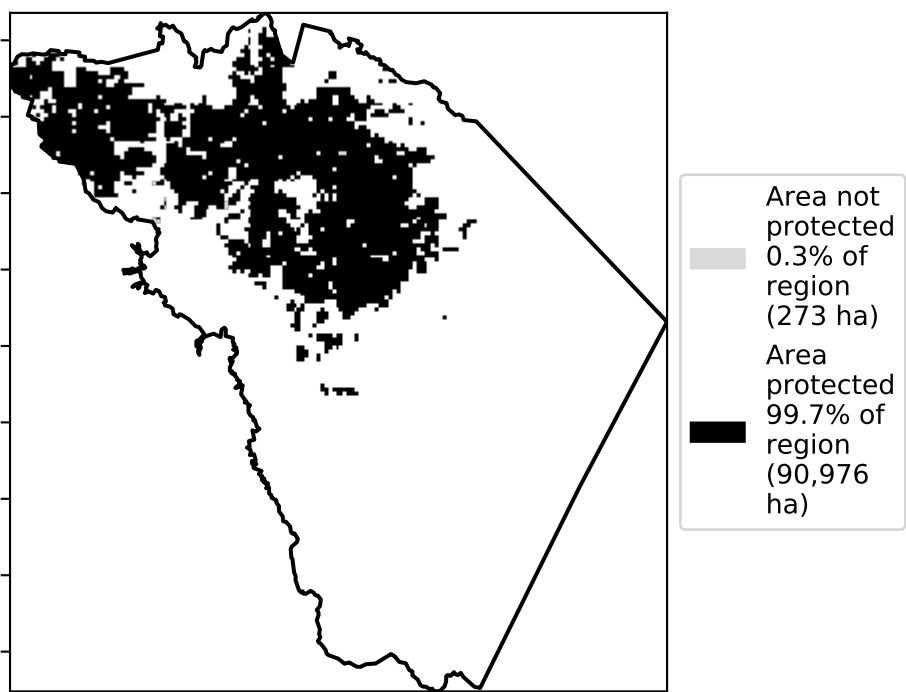 Area not
protected
0.3% of
region
(273 ha)
Area
protected
99.7% of
region
(90,976
ha)